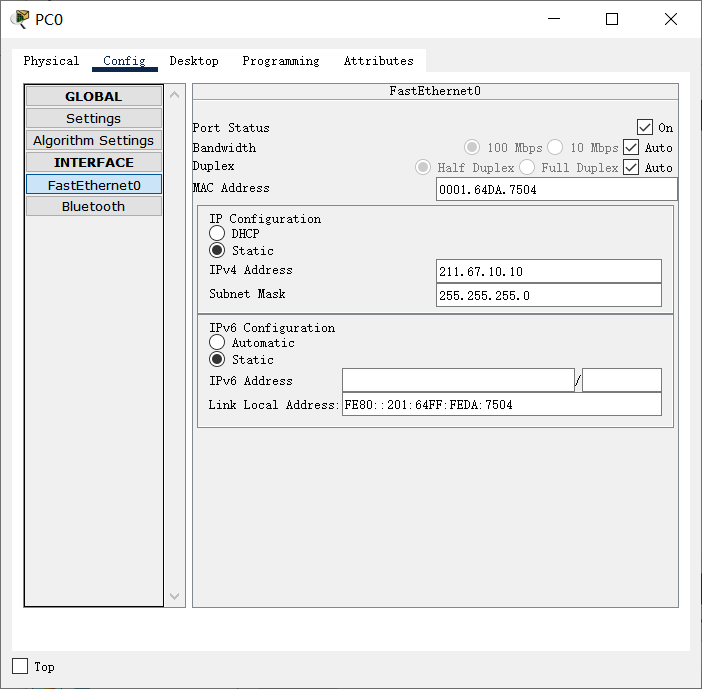 PC0
Physical Config Desktop Programming Attributes
GLOBAL
Settings
Algorithm Settings
INTERFACE
FastEthernet0
Bluetooth
FastEthernet0
Port Status On
Bandwidth 100 Mbps 10 Mbps Auto
Duplex Half Duplex Full Duplex Auto
MAC Address 0001.64DA.7504
IP Configuration
DHCP
Static
IPv4 Address 211.67.10.10
Subnet Mask 255.255.255.0
IPv6 Configuration
Automatic
Static
IPv6 Address /
Link Local Address: FE80::201:64FF:FEDA:7504
Top